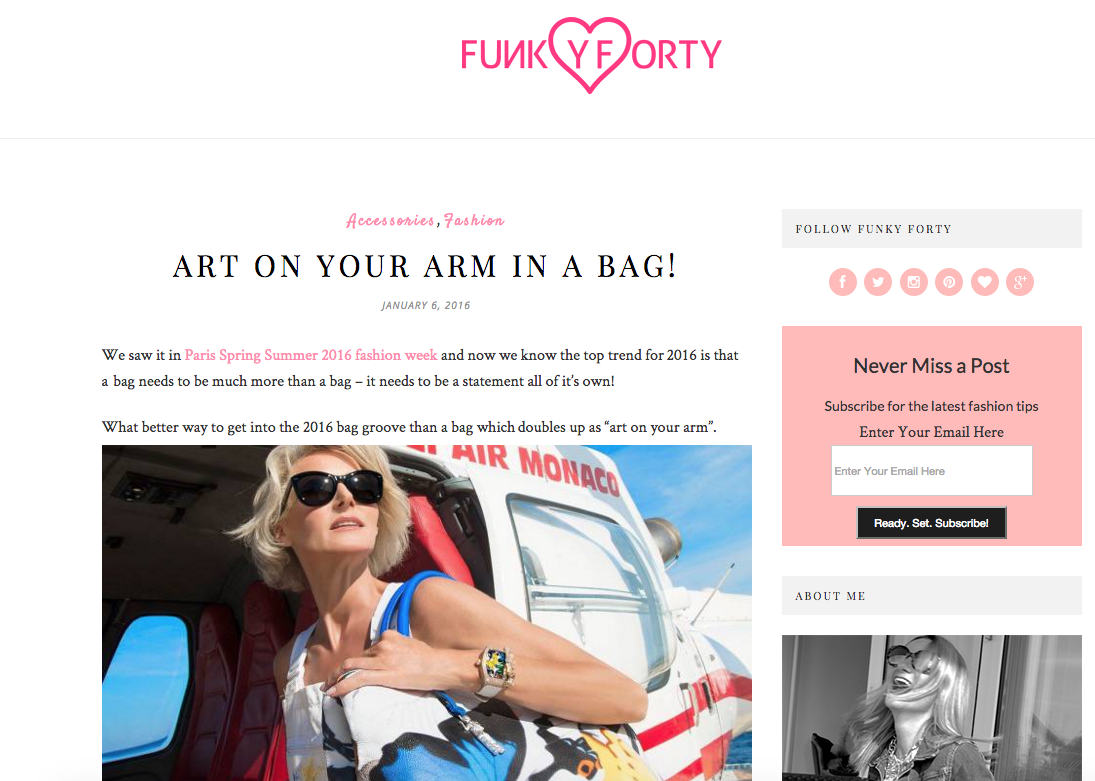 FUNKY FORTY
Accessories, Fashion
ART ON YOUR ARM IN A BAG!
JANUARY 6, 2016
We saw it in Paris Spring Summer 2016 fashion week and now we know the top trend for 2016 is that
a bag needs to be much more than a bag – it needs to be a statement all of it's own!
What better way to get into the 2016 bag groove than a bag which doubles up as “art on your arm”.
AIR MONACO
FOLLOW FUNKY FORTY
Never Miss a Post
Subscribe for the latest fashion tips
Enter Your Email Here
Enter Your Email Here
Ready. Set. Subscribe!
ABOUT ME